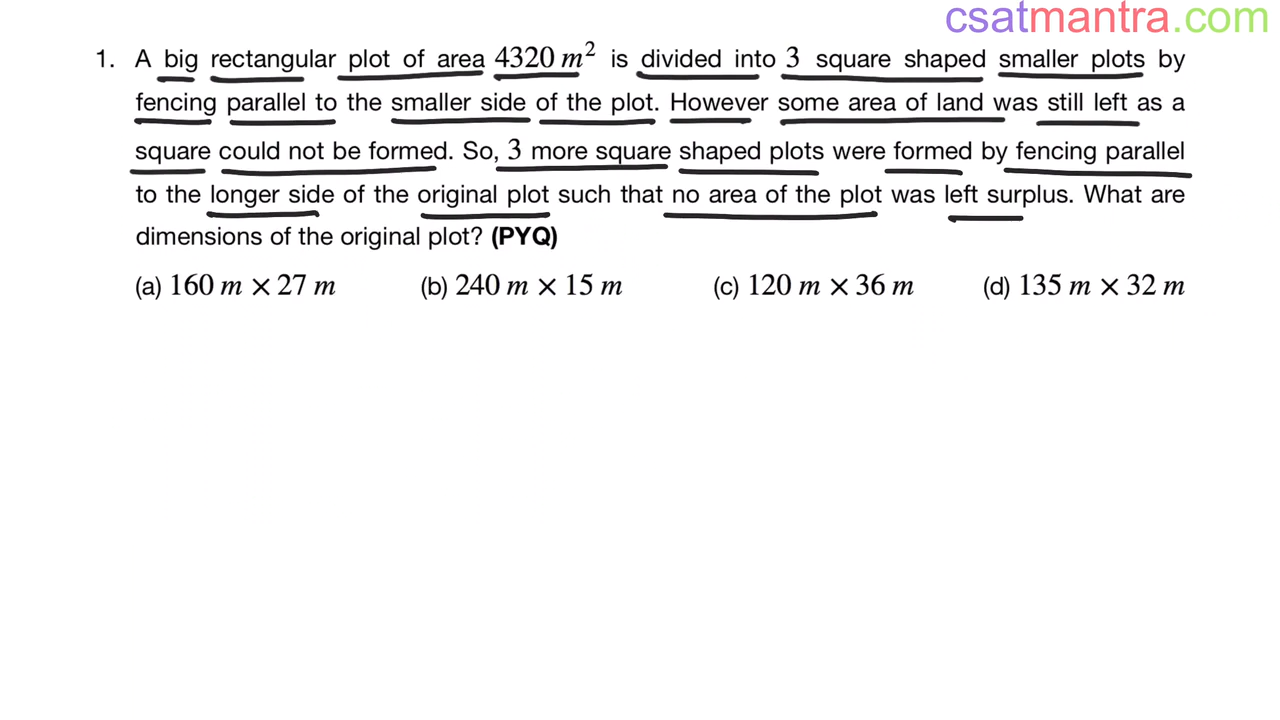 csatmantra.com
1. A big rectangular plot of area 4320 m² is divided into 3 square shaped smaller plots by
fencing parallel to the smaller side of the plot. However some area of land was still left as a
square could not be formed. So, 3 more square shaped plots were formed by fencing parallel
to the longer side of the original plot such that no area of the plot was left surplus. What are
dimensions of the original plot? (PYQ)
(a) 160 m × 27 m (b) 240 m × 15 m (c) 120 m × 36 m (d) 135 m × 32 m